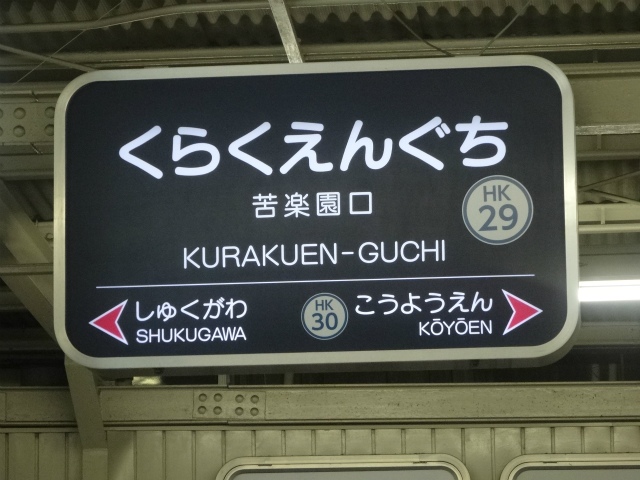 くらくえんぐち
苦楽園口
HK
29
KURAKUEN-GUCHI
しゅくがわ
SHUKUGAWA
HK
30
こうようえん
KŌYŌEN